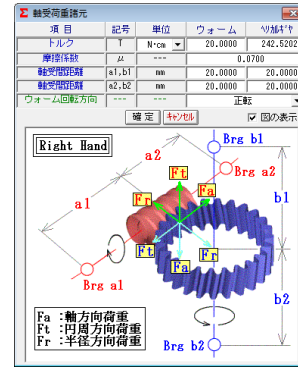 Σ 軸受荷重諸元
項目 記号 単位 ウォーム ヘリカルギヤ
トルク T N·cm 20.0000 242.5202
摩擦係数 μ --- 0.0700
軸受間距離 a1,b1 mm 20.0000 20.0000
軸受間距離 a2,b2 mm 20.0000 20.0000
ウォーム回転方向 --- --- 正転
確定 キャンセル 図の表示
Right Hand
Brg b1
a2
Brg a2
Ft
Fa
a1
Fr
b1
Ft
Fr
Fa
Brg a1
b2
Fa :軸方向荷重
Ft :円周方向荷重
Fr :半径方向荷重
Brg b2